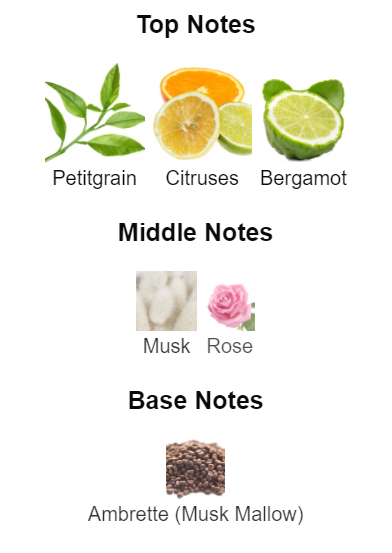 Top Notes
Petitgrain Citruses Bergamot
Middle Notes
Musk Rose
Base Notes
Ambrette (Musk Mallow)